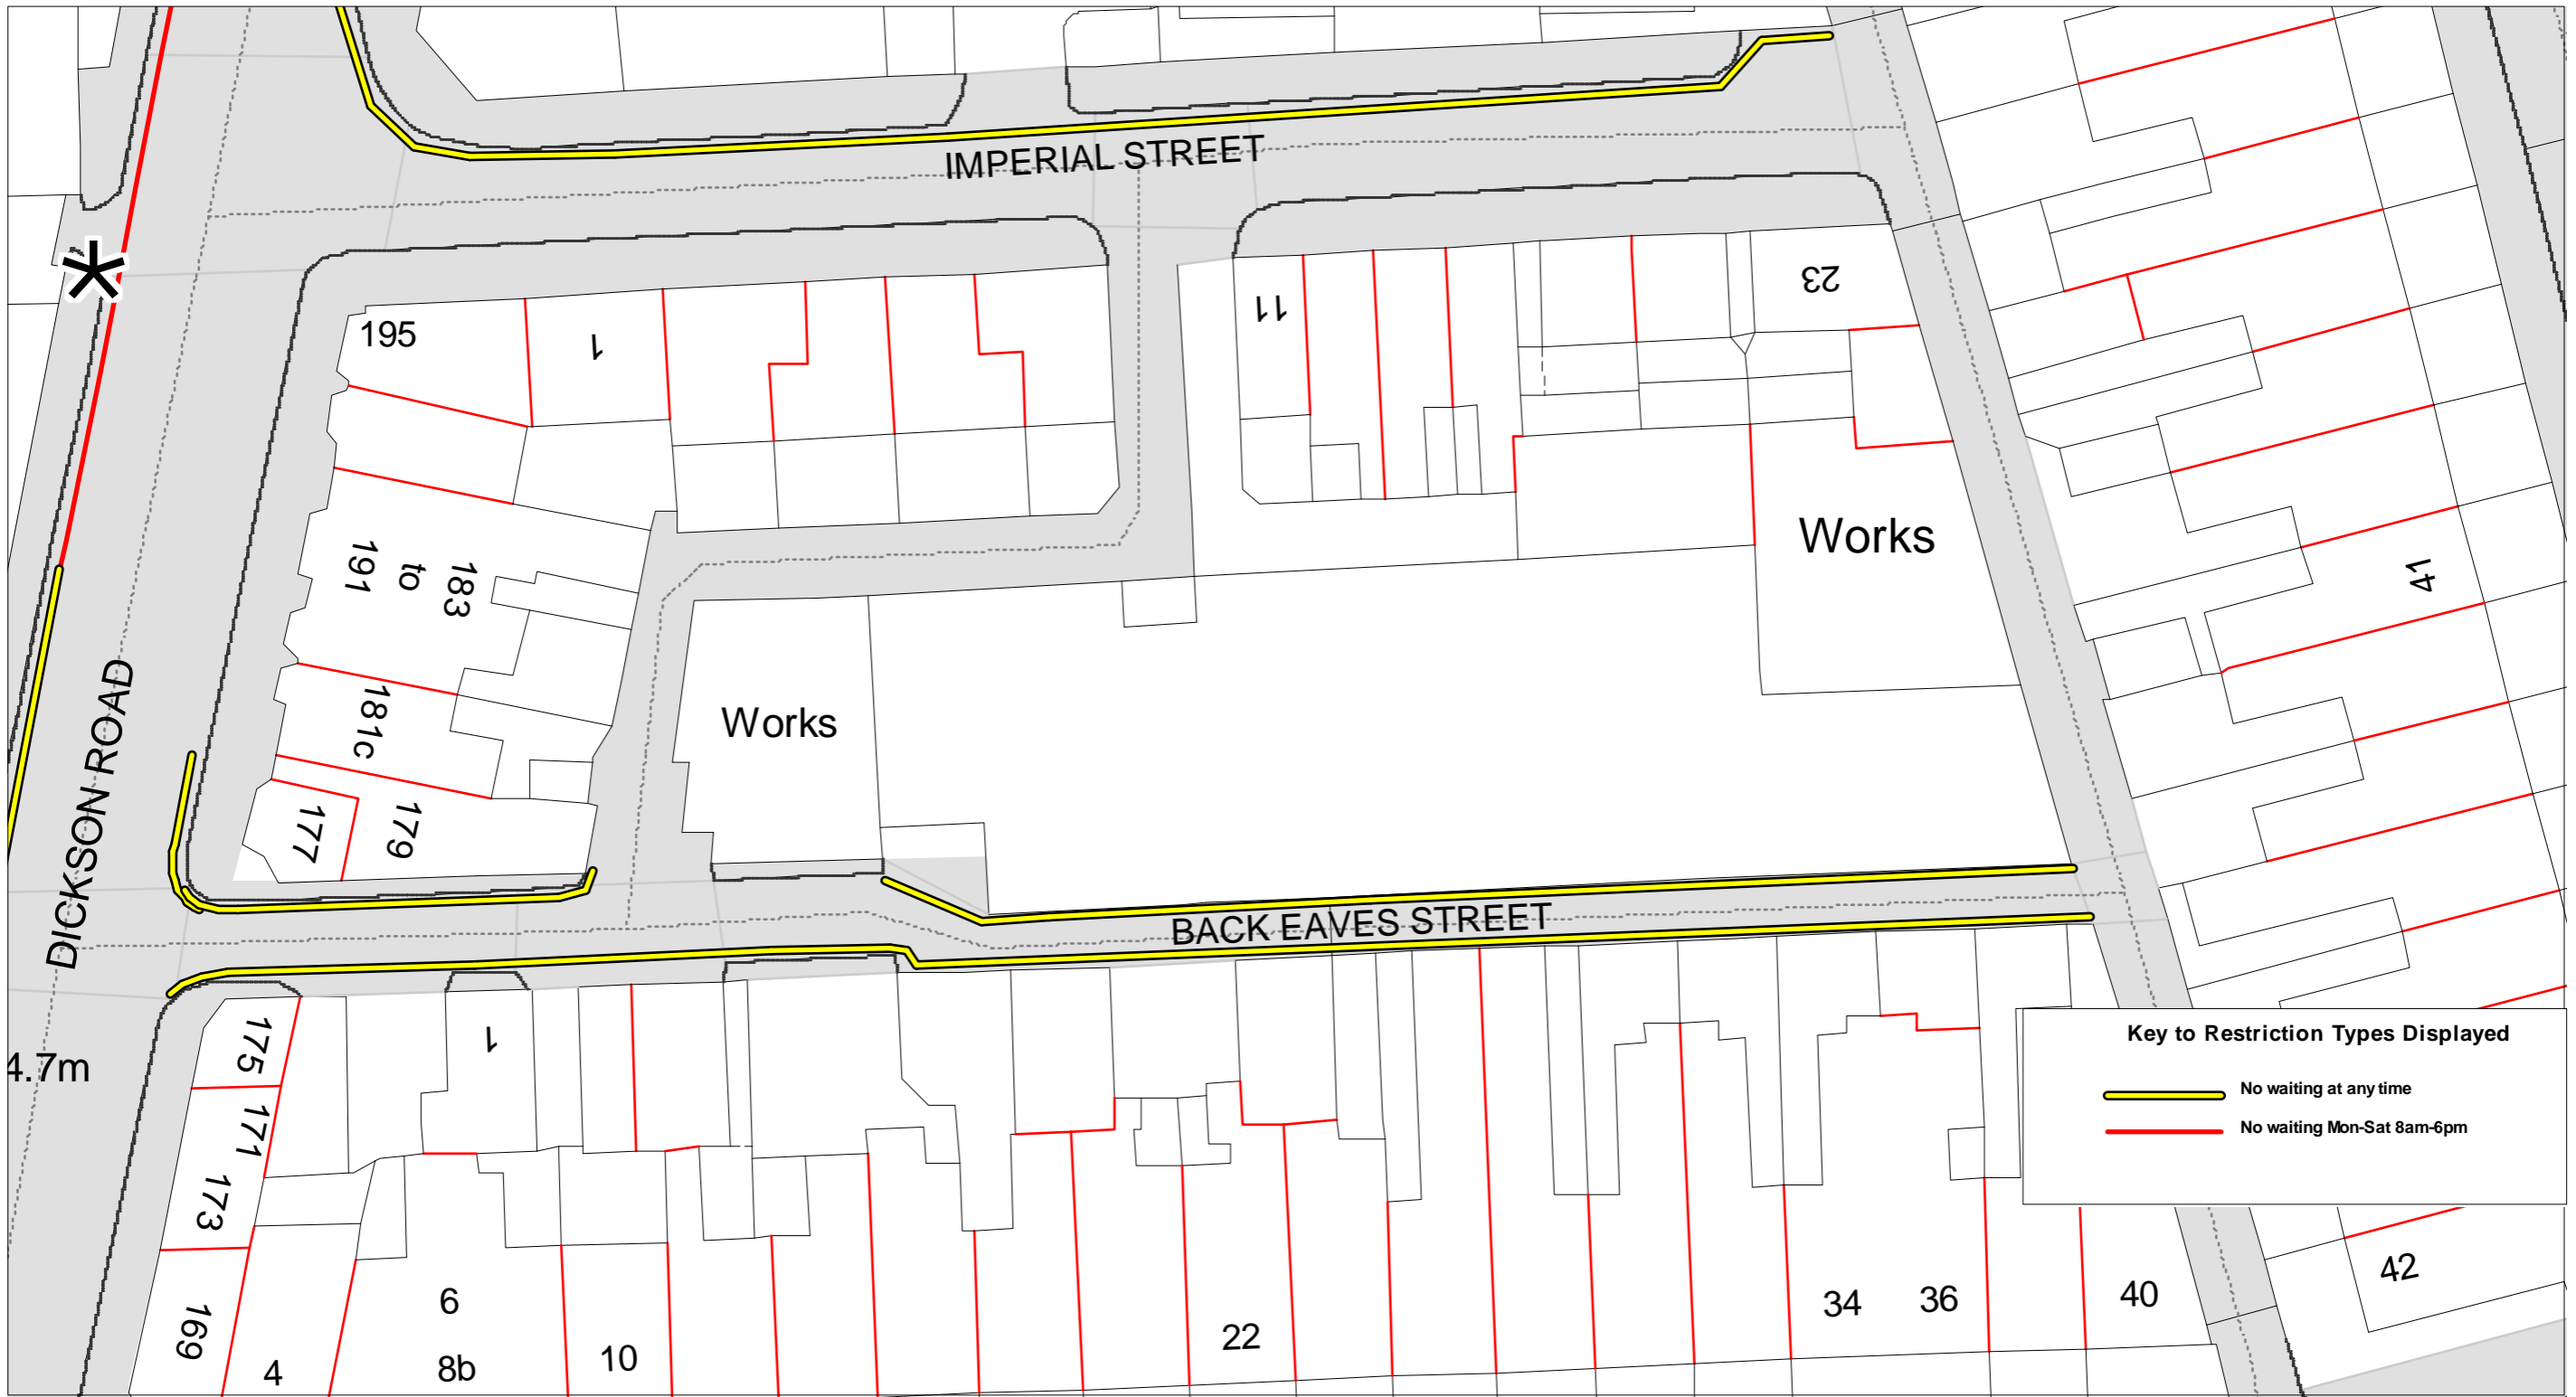 IMPERIAL STREET
195
1
11
23
Works
191
to
183
41
181c
Works
177
179
DICKSON ROAD
BACK EAVES STREET
175
1
4.7m
171
173
169
4
6
8b
10
22
34
36
40
42
Key to Restriction Types Displayed
No waiting at any time
No waiting Mon-Sat 8am-6pm